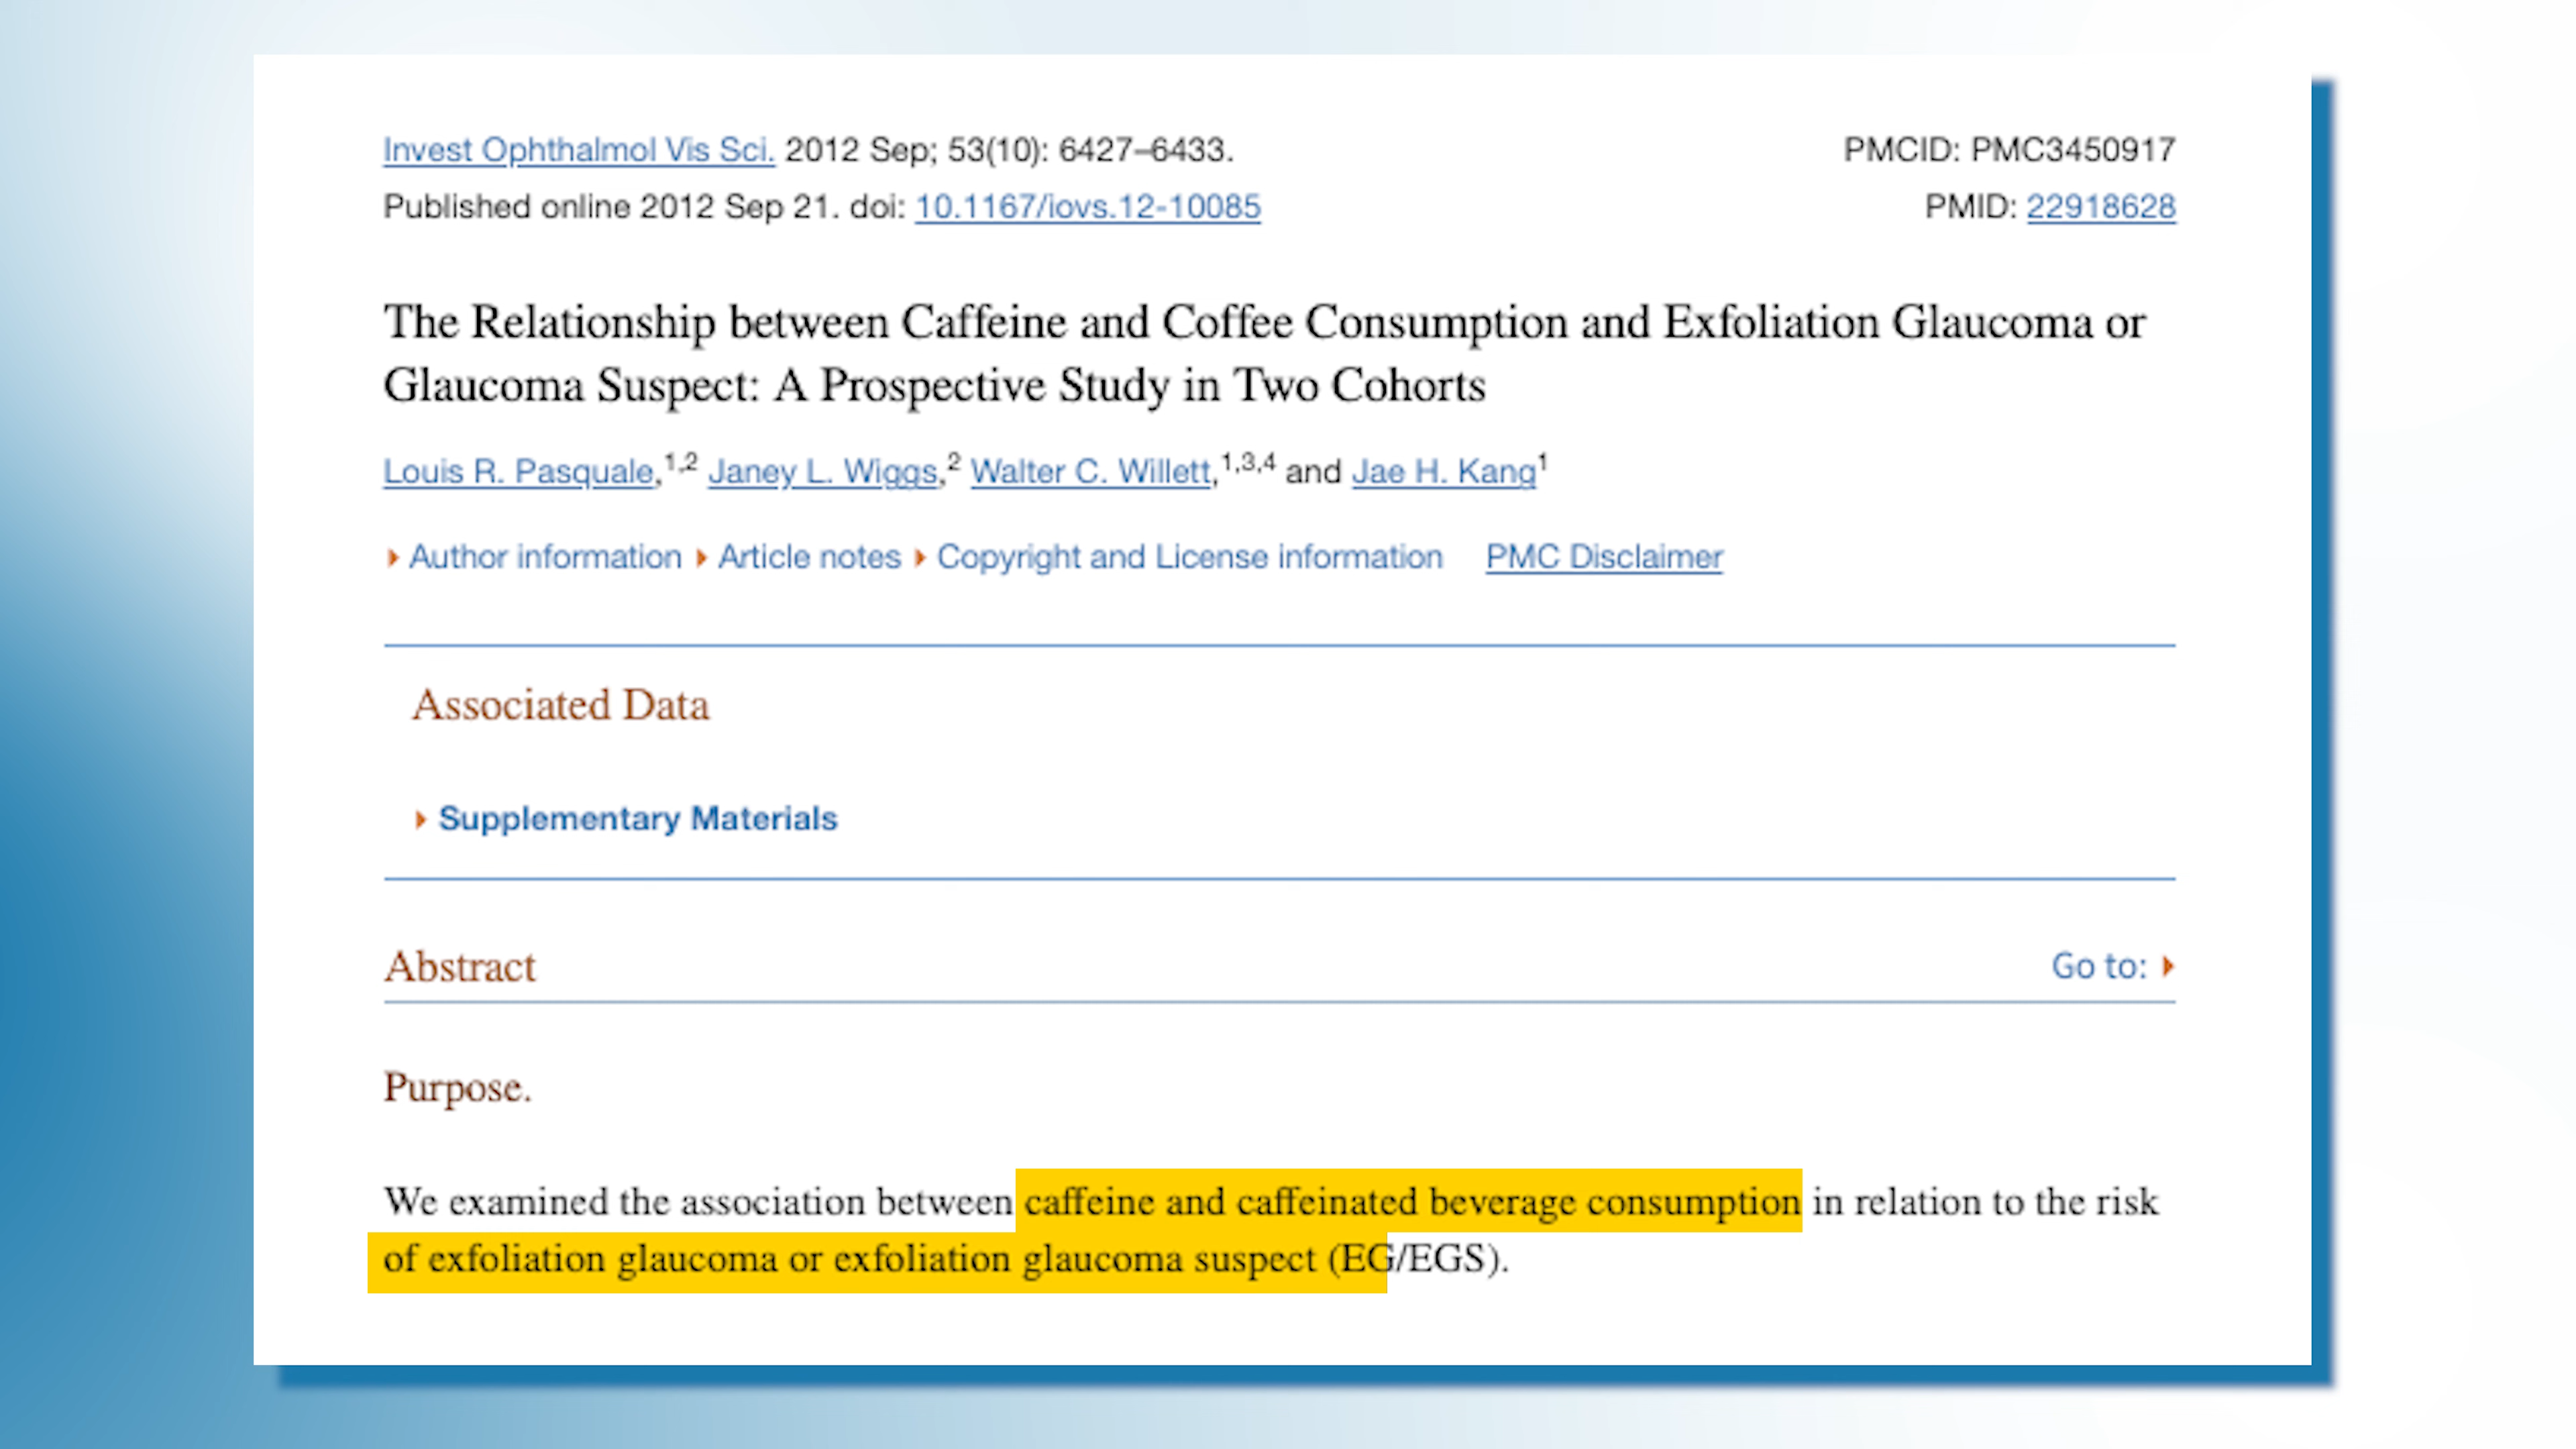 Invest Ophthalmol Vis Sci. 2012 Sep; 53(10): 6427–6433.
PMCID: PMC3450917
Published online 2012 Sep 21. doi: 10.1167/iovs.12-10085
PMID: 22918628
The Relationship between Caffeine and Coffee Consumption and Exfoliation Glaucoma or
Glaucoma Suspect: A Prospective Study in Two Cohorts
Louis R. Pasquale,1,2 Janey L. Wiggs,2 Walter C. Willett,1,3,4 and Jae H. Kang1
Author information Article notes Copyright and License information PMC Disclaimer
Associated Data
Supplementary Materials
Abstract
Go to:
Purpose.
We examined the association between caffeine and caffeinated beverage consumption in relation to the risk
of exfoliation glaucoma or exfoliation glaucoma suspect (EG/EGS).